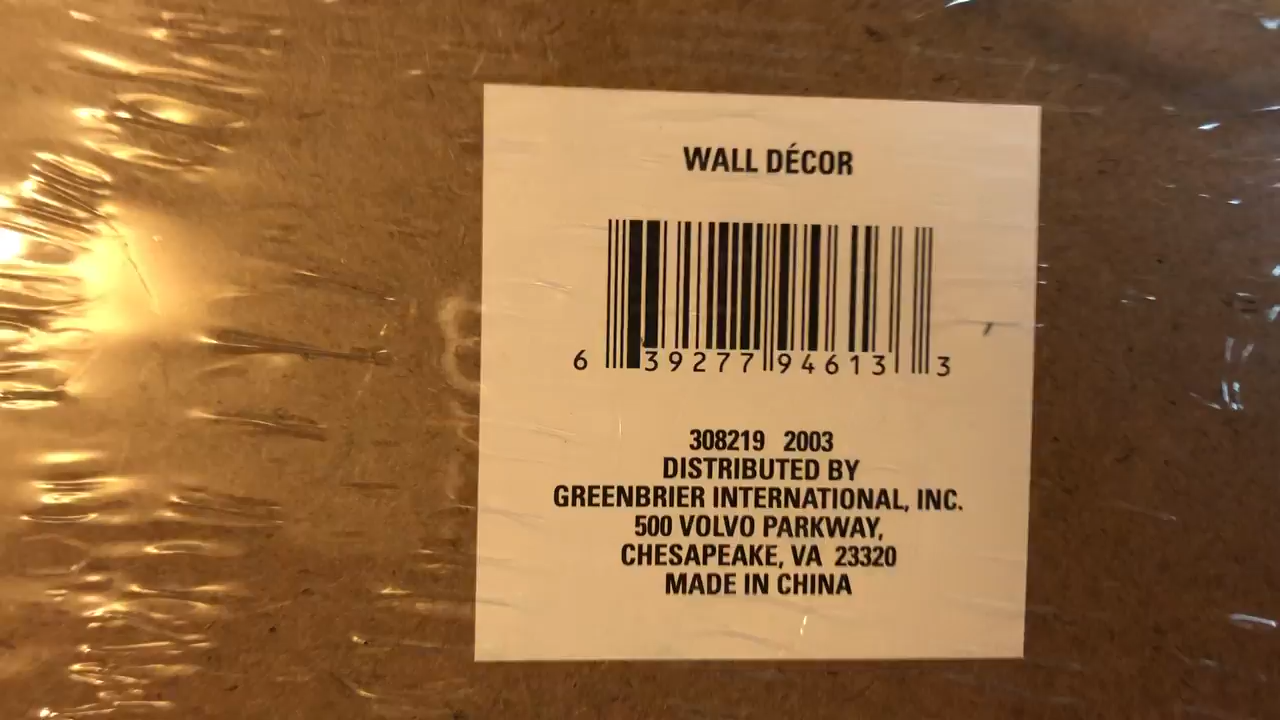 WALL DÉCOR
6 39277 94613 3
308219 2003
DISTRIBUTED BY
GREENBRIER INTERNATIONAL, INC.
500 VOLVO PARKWAY,
CHESAPEAKE, VA 23320
MADE IN CHINA